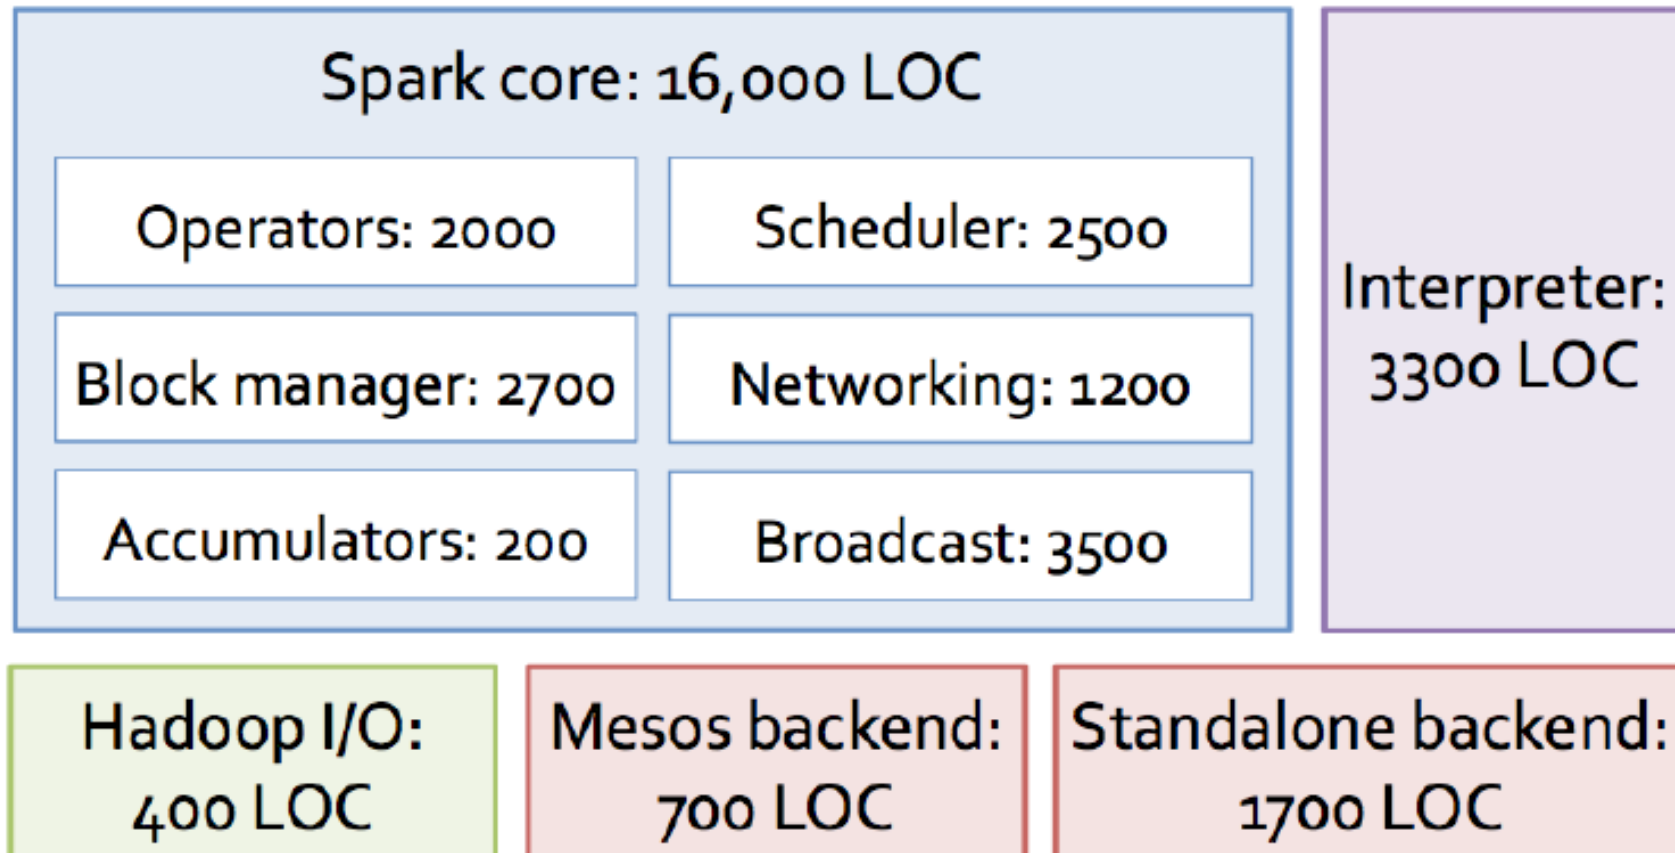 Spark core: 16,000 LOC
Operators: 2000
Scheduler: 2500
Block manager: 2700
Networking: 1200
Accumulators: 200
Broadcast: 3500
Interpreter:
3300 LOC
Hadoop I/O:
400 LOC
Mesos backend:
700 LOC
Standalone backend:
1700 LOC